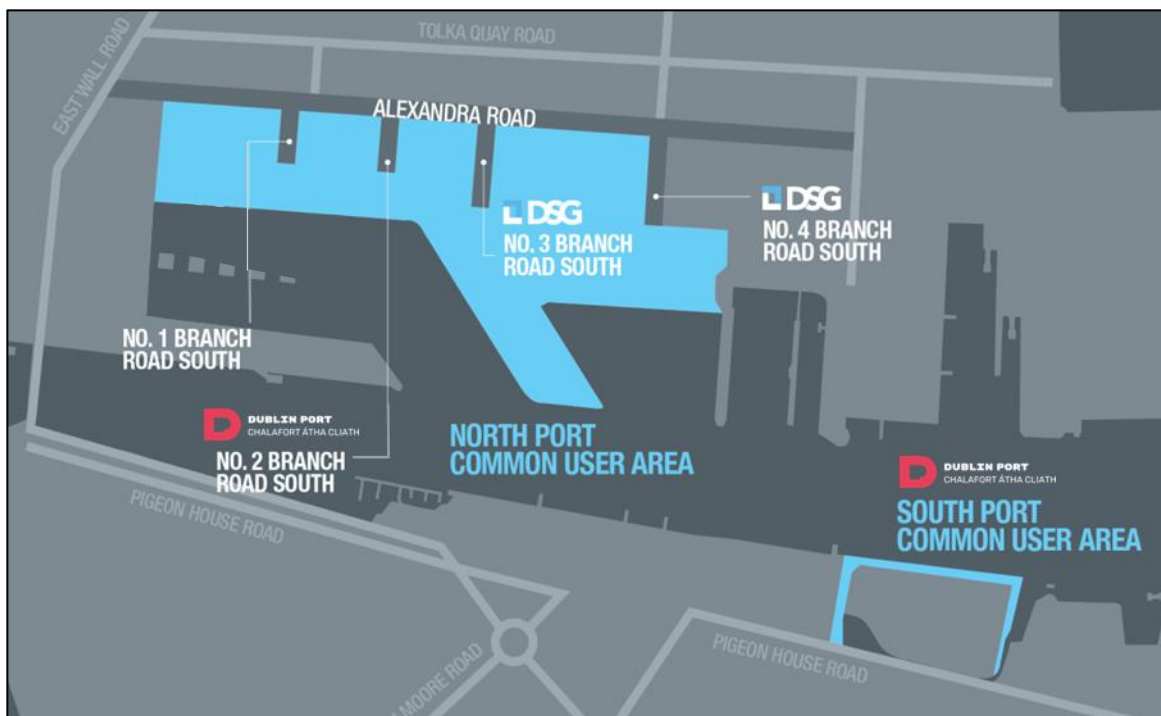 TOLKA QUAY ROAD
EAST WALL ROAD
ALEXANDRA ROAD
DSG
NO. 3 BRANCH
ROAD SOUTH
DSG
NO. 4 BRANCH
ROAD SOUTH
NO. 1 BRANCH
ROAD SOUTH
DUBLIN PORT
CHALAFORT ÁTHA CLIATH
NO. 2 BRANCH
ROAD SOUTH
NORTH PORT
COMMON USER AREA
DUBLIN PORT
CHALAFORT ÁTHA CLIATH
SOUTH PORT
COMMON USER AREA
PIGEON HOUSE ROAD
MOORE ROAD
PIGEON HOUSE ROAD